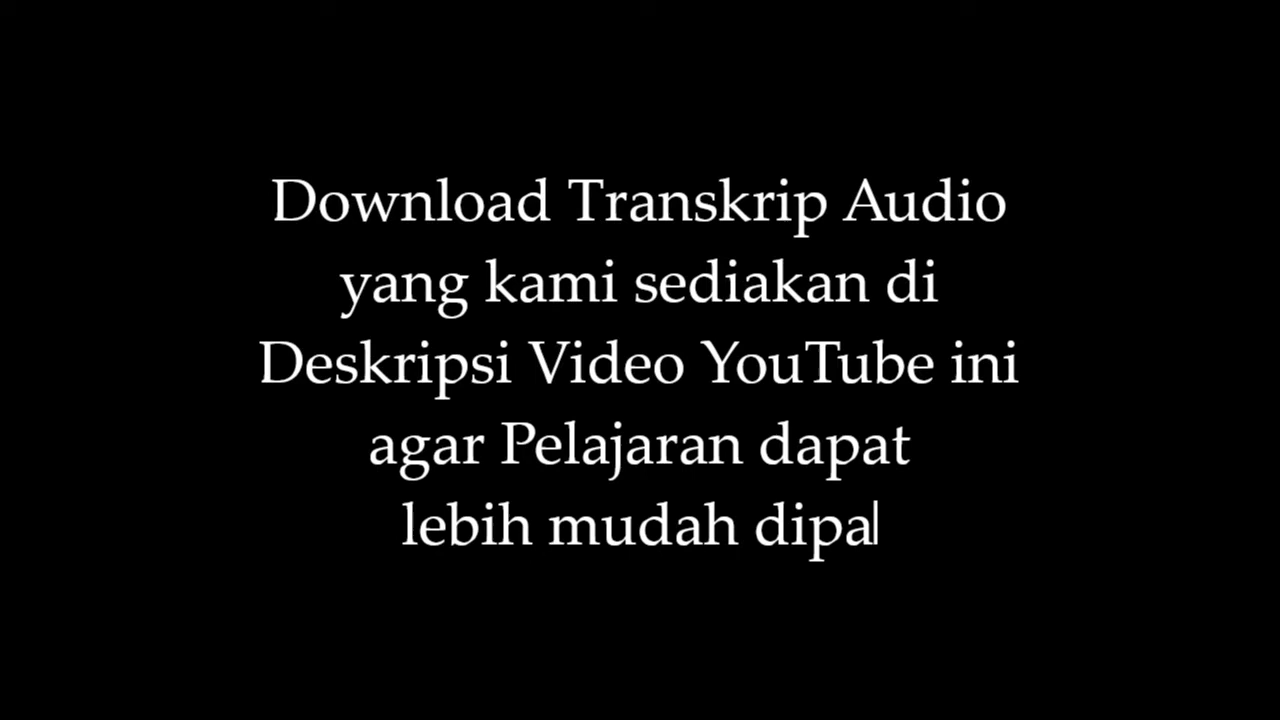 Download Transkrip Audio
yang kami sediakan di
Deskripsi Video YouTube ini
agar Pelajaran dapat
lebih mudah dipa